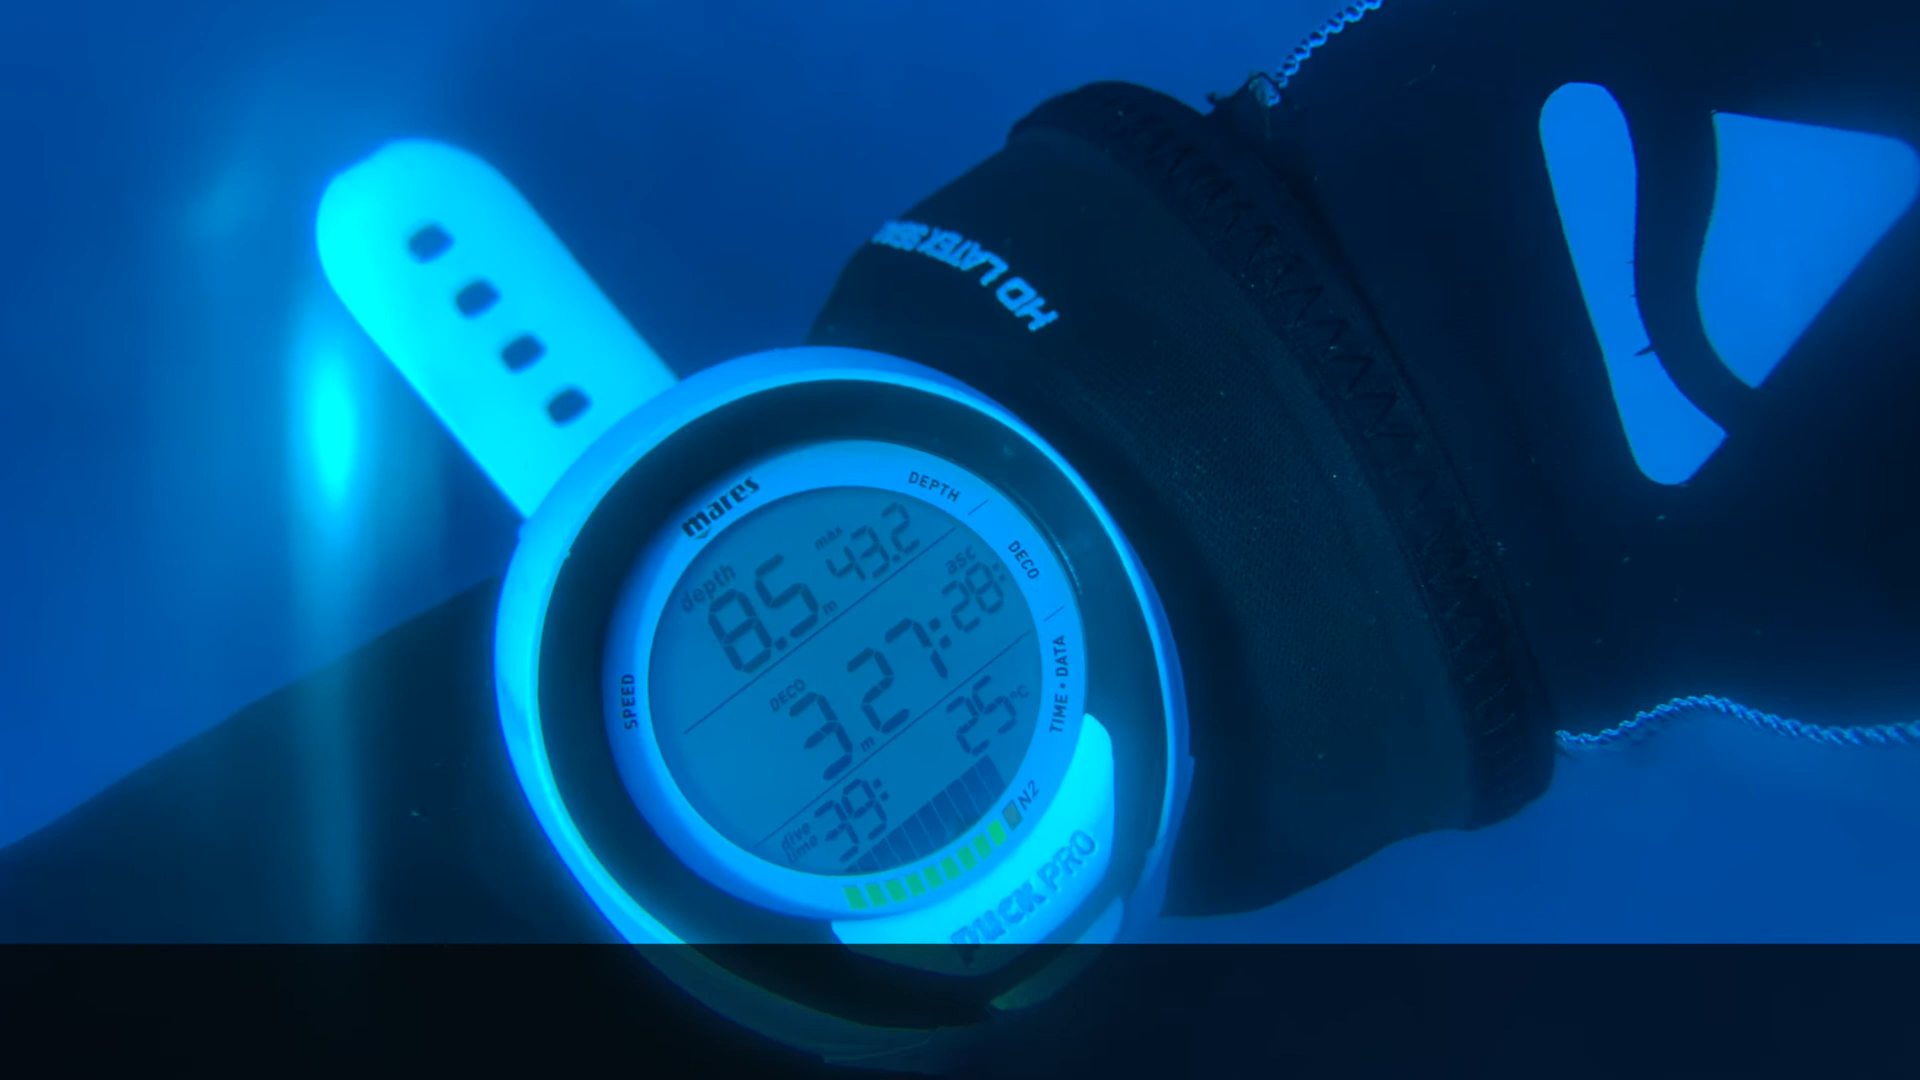 HD LATEX SEAL
mares
DEPTH
DECO
TIME • DATA
N2
SPEED
depth
8.5 m
max
43.2
DECO
3. m
27:
asc
28:
25°C
dive time
39:
PUCK PRO